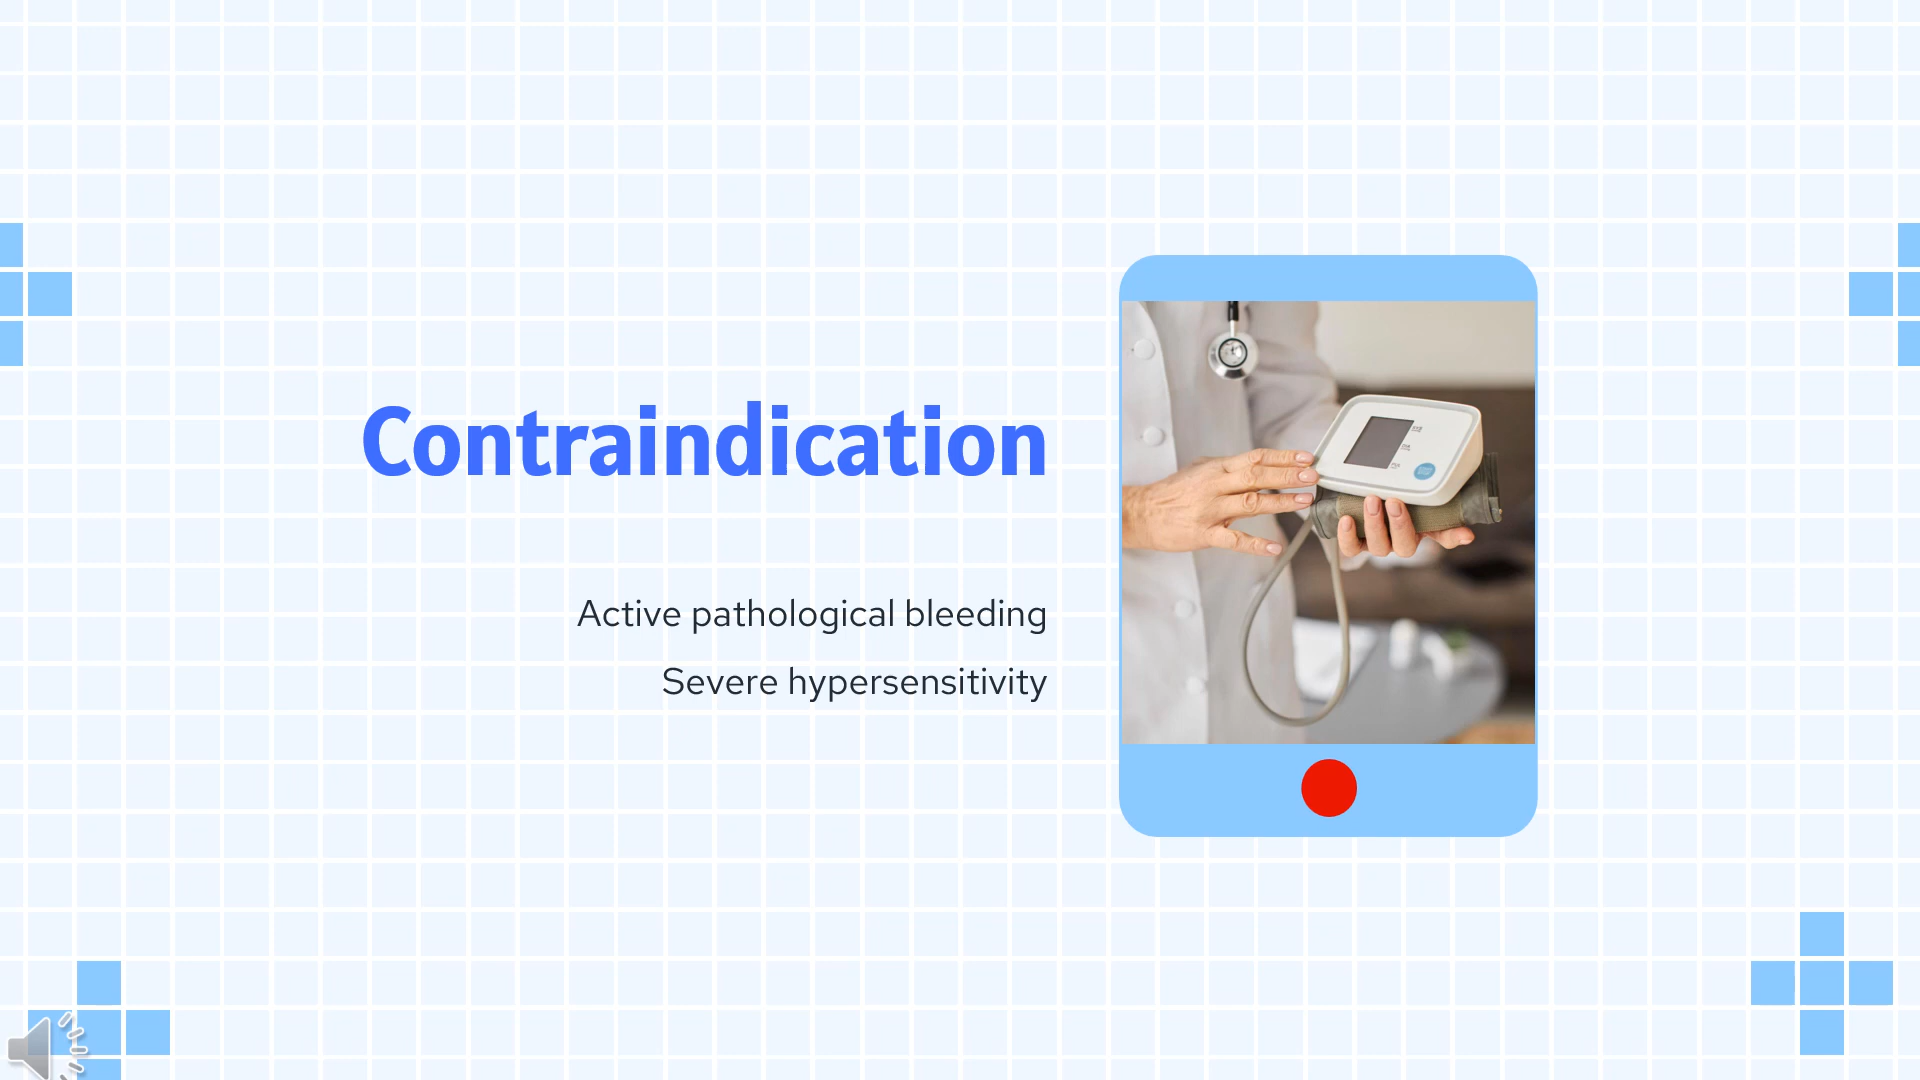 Contraindication
Active pathological bleeding
Severe hypersensitivity